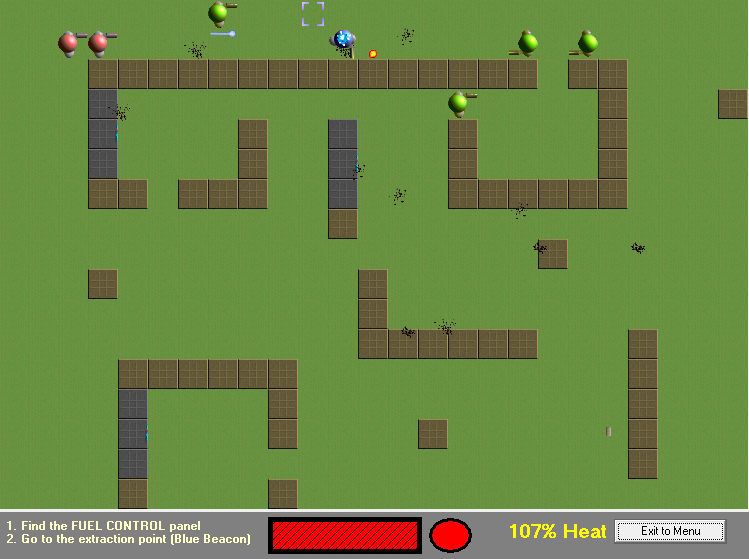 1. Find the FUEL CONTROL panel
2. Go to the extraction point (Blue Beacon)
107% Heat
Exit to Menu